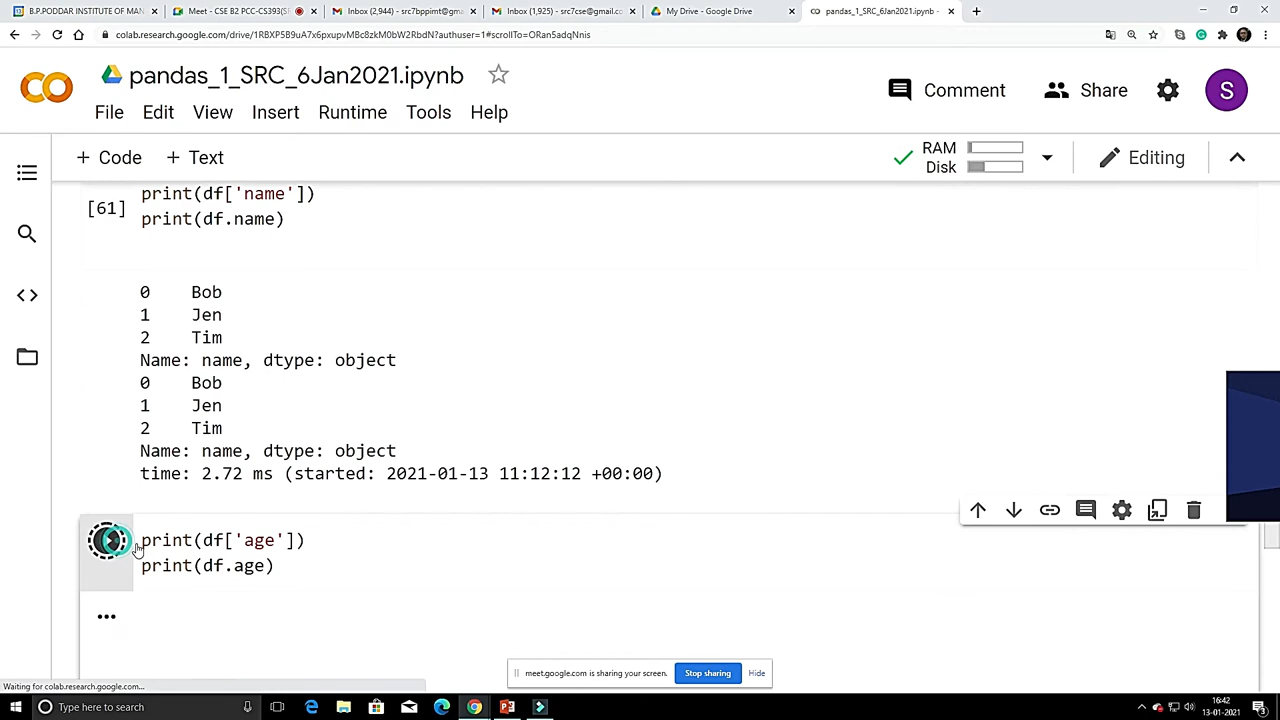 B.P.PODDAR INSTITUTE OF MAN
Meet - CSE B2 PCC-CS393(S
Inbox (2,944) - src7bppimt@gma
Inbox (1,925) - src7cse@gmail.co
My Drive - Google Drive
pandas_1_SRC_6Jan2021.ipynb -
colab.research.google.com/drive/1RBXP5B9uA7x6pxupvMBc8zkM0bW2RbdN?authuser=1#scrollTo=ORan5adqNnis
pandas_1_SRC_6Jan2021.ipynb
Comment
Share
S
File Edit View Insert Runtime Tools Help
+ Code + Text
RAM
Disk
Editing
print(df['name'])
[61]
print(df.name)
0 Bob
1 Jen
2 Tim
Name: name, dtype: object
0 Bob
1 Jen
2 Tim
Name: name, dtype: object
time: 2.72 ms (started: 2021-01-13 11:12:12 +00:00)
print(df['age'])
print(df.age)
meet.google.com is sharing your screen.
Stop sharing
Hide
Waiting for colab.research.google.com...
Type here to search
16:42
13-01-2021
3